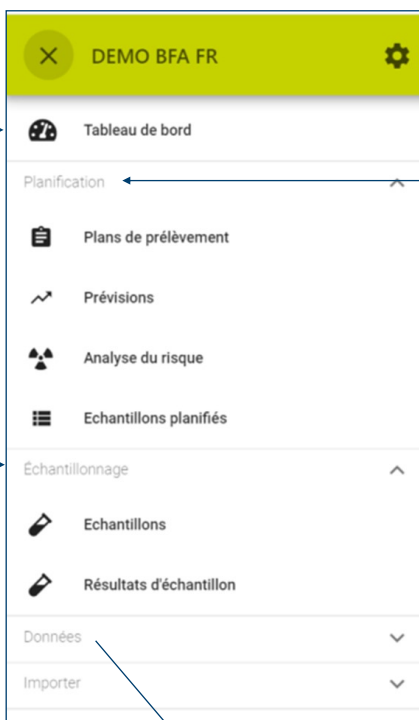 DEMO BFA FR
Tableau de bord
Planification
Plans de prélèvement
Prévisions
Analyse du risque
Echantillons planifiés
Échantillonnage
Echantillons
Résultats d'échantillon
Données
Importer